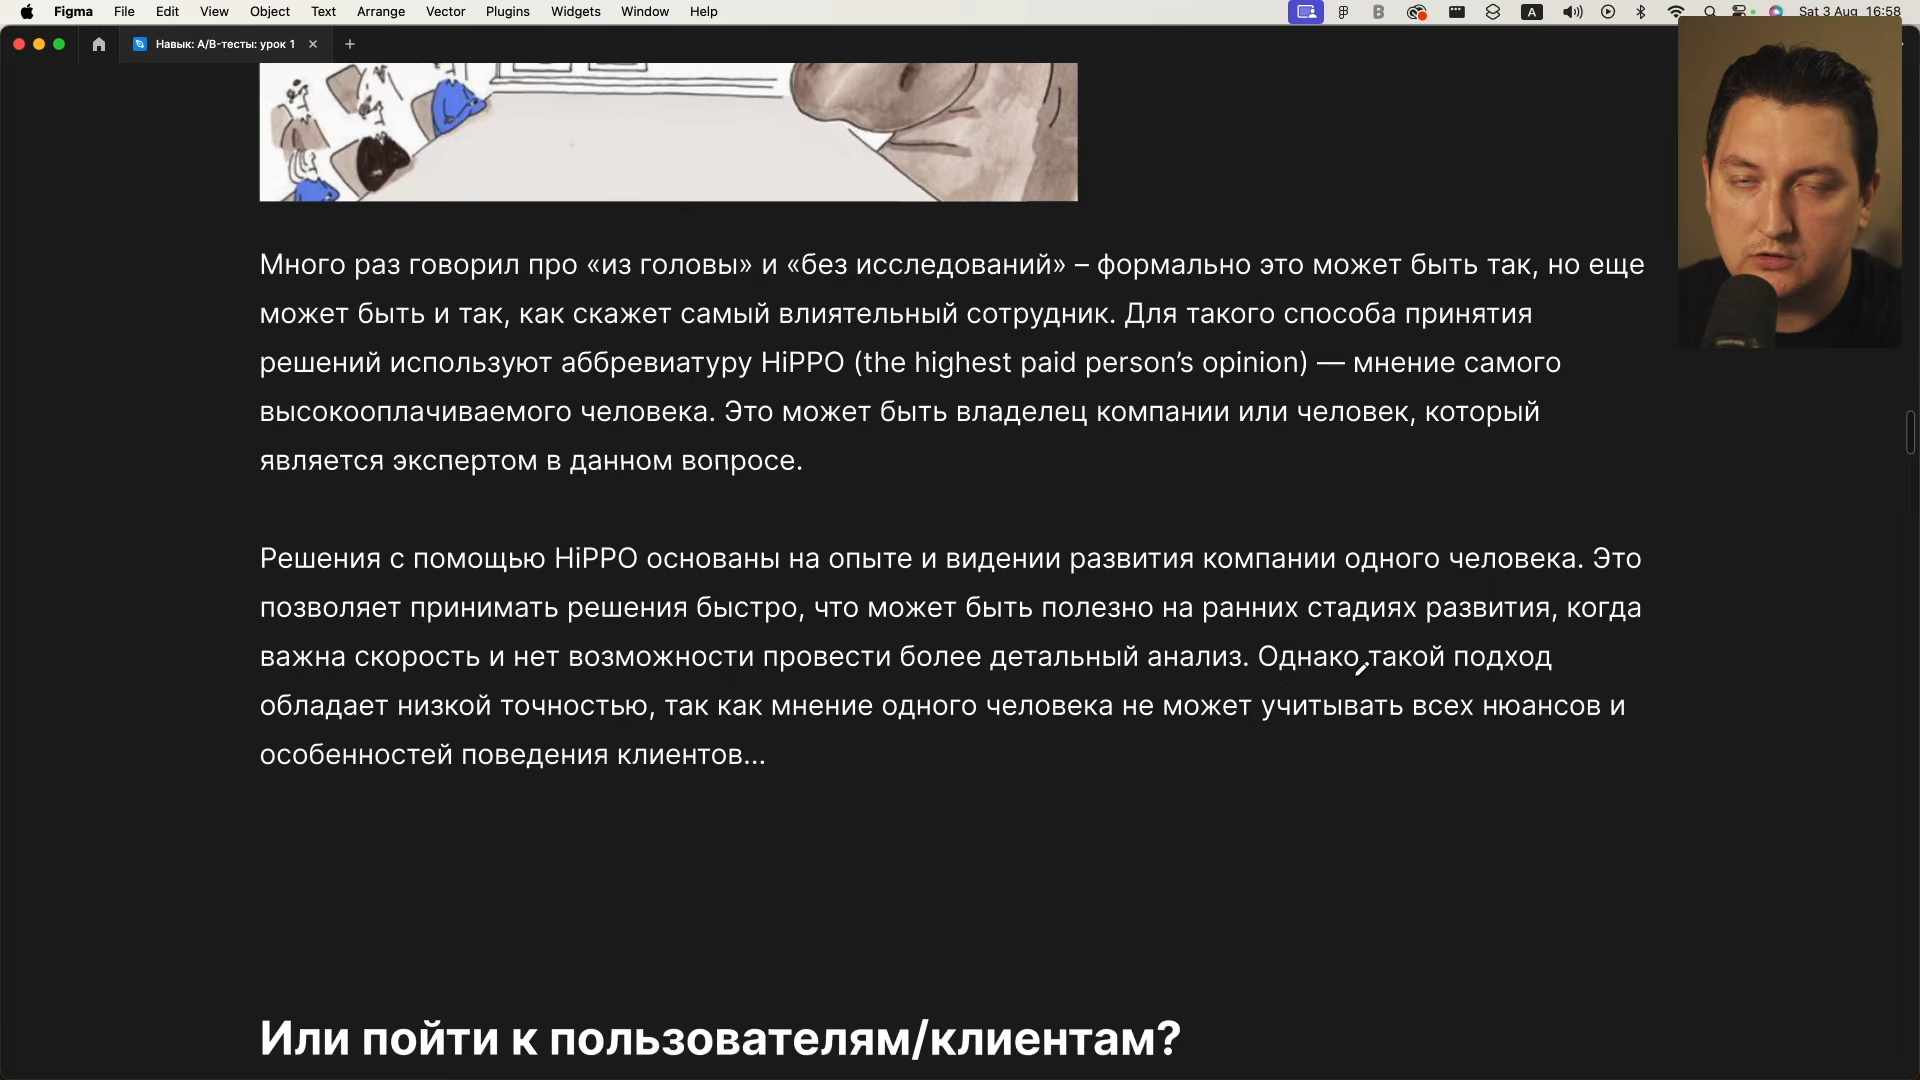 Figma File Edit View Object Text Arrange Vector Plugins Widgets Window Help A Sat 3 Aug 16:58
Навык: A/B-тесты: урок 1
Много раз говорил про «из головы» и «без исследований» – формально это может быть так, но еще
может быть и так, как скажет самый влиятельный сотрудник. Для такого способа принятия
решений используют аббревиатуру HiPPO (the highest paid person’s opinion) — мнение самого
высокооплачиваемого человека. Это может быть владелец компании или человек, который
является экспертом в данном вопросе.
Решения с помощью HiPPO основаны на опыте и видении развития компании одного человека. Это
позволяет принимать решения быстро, что может быть полезно на ранних стадиях развития, когда
важна скорость и нет возможности провести более детальный анализ. Однако такой подход
обладает низкой точностью, так как мнение одного человека не может учитывать всех нюансов и
особенностей поведения клиентов...
Или пойти к пользователям/клиентам?